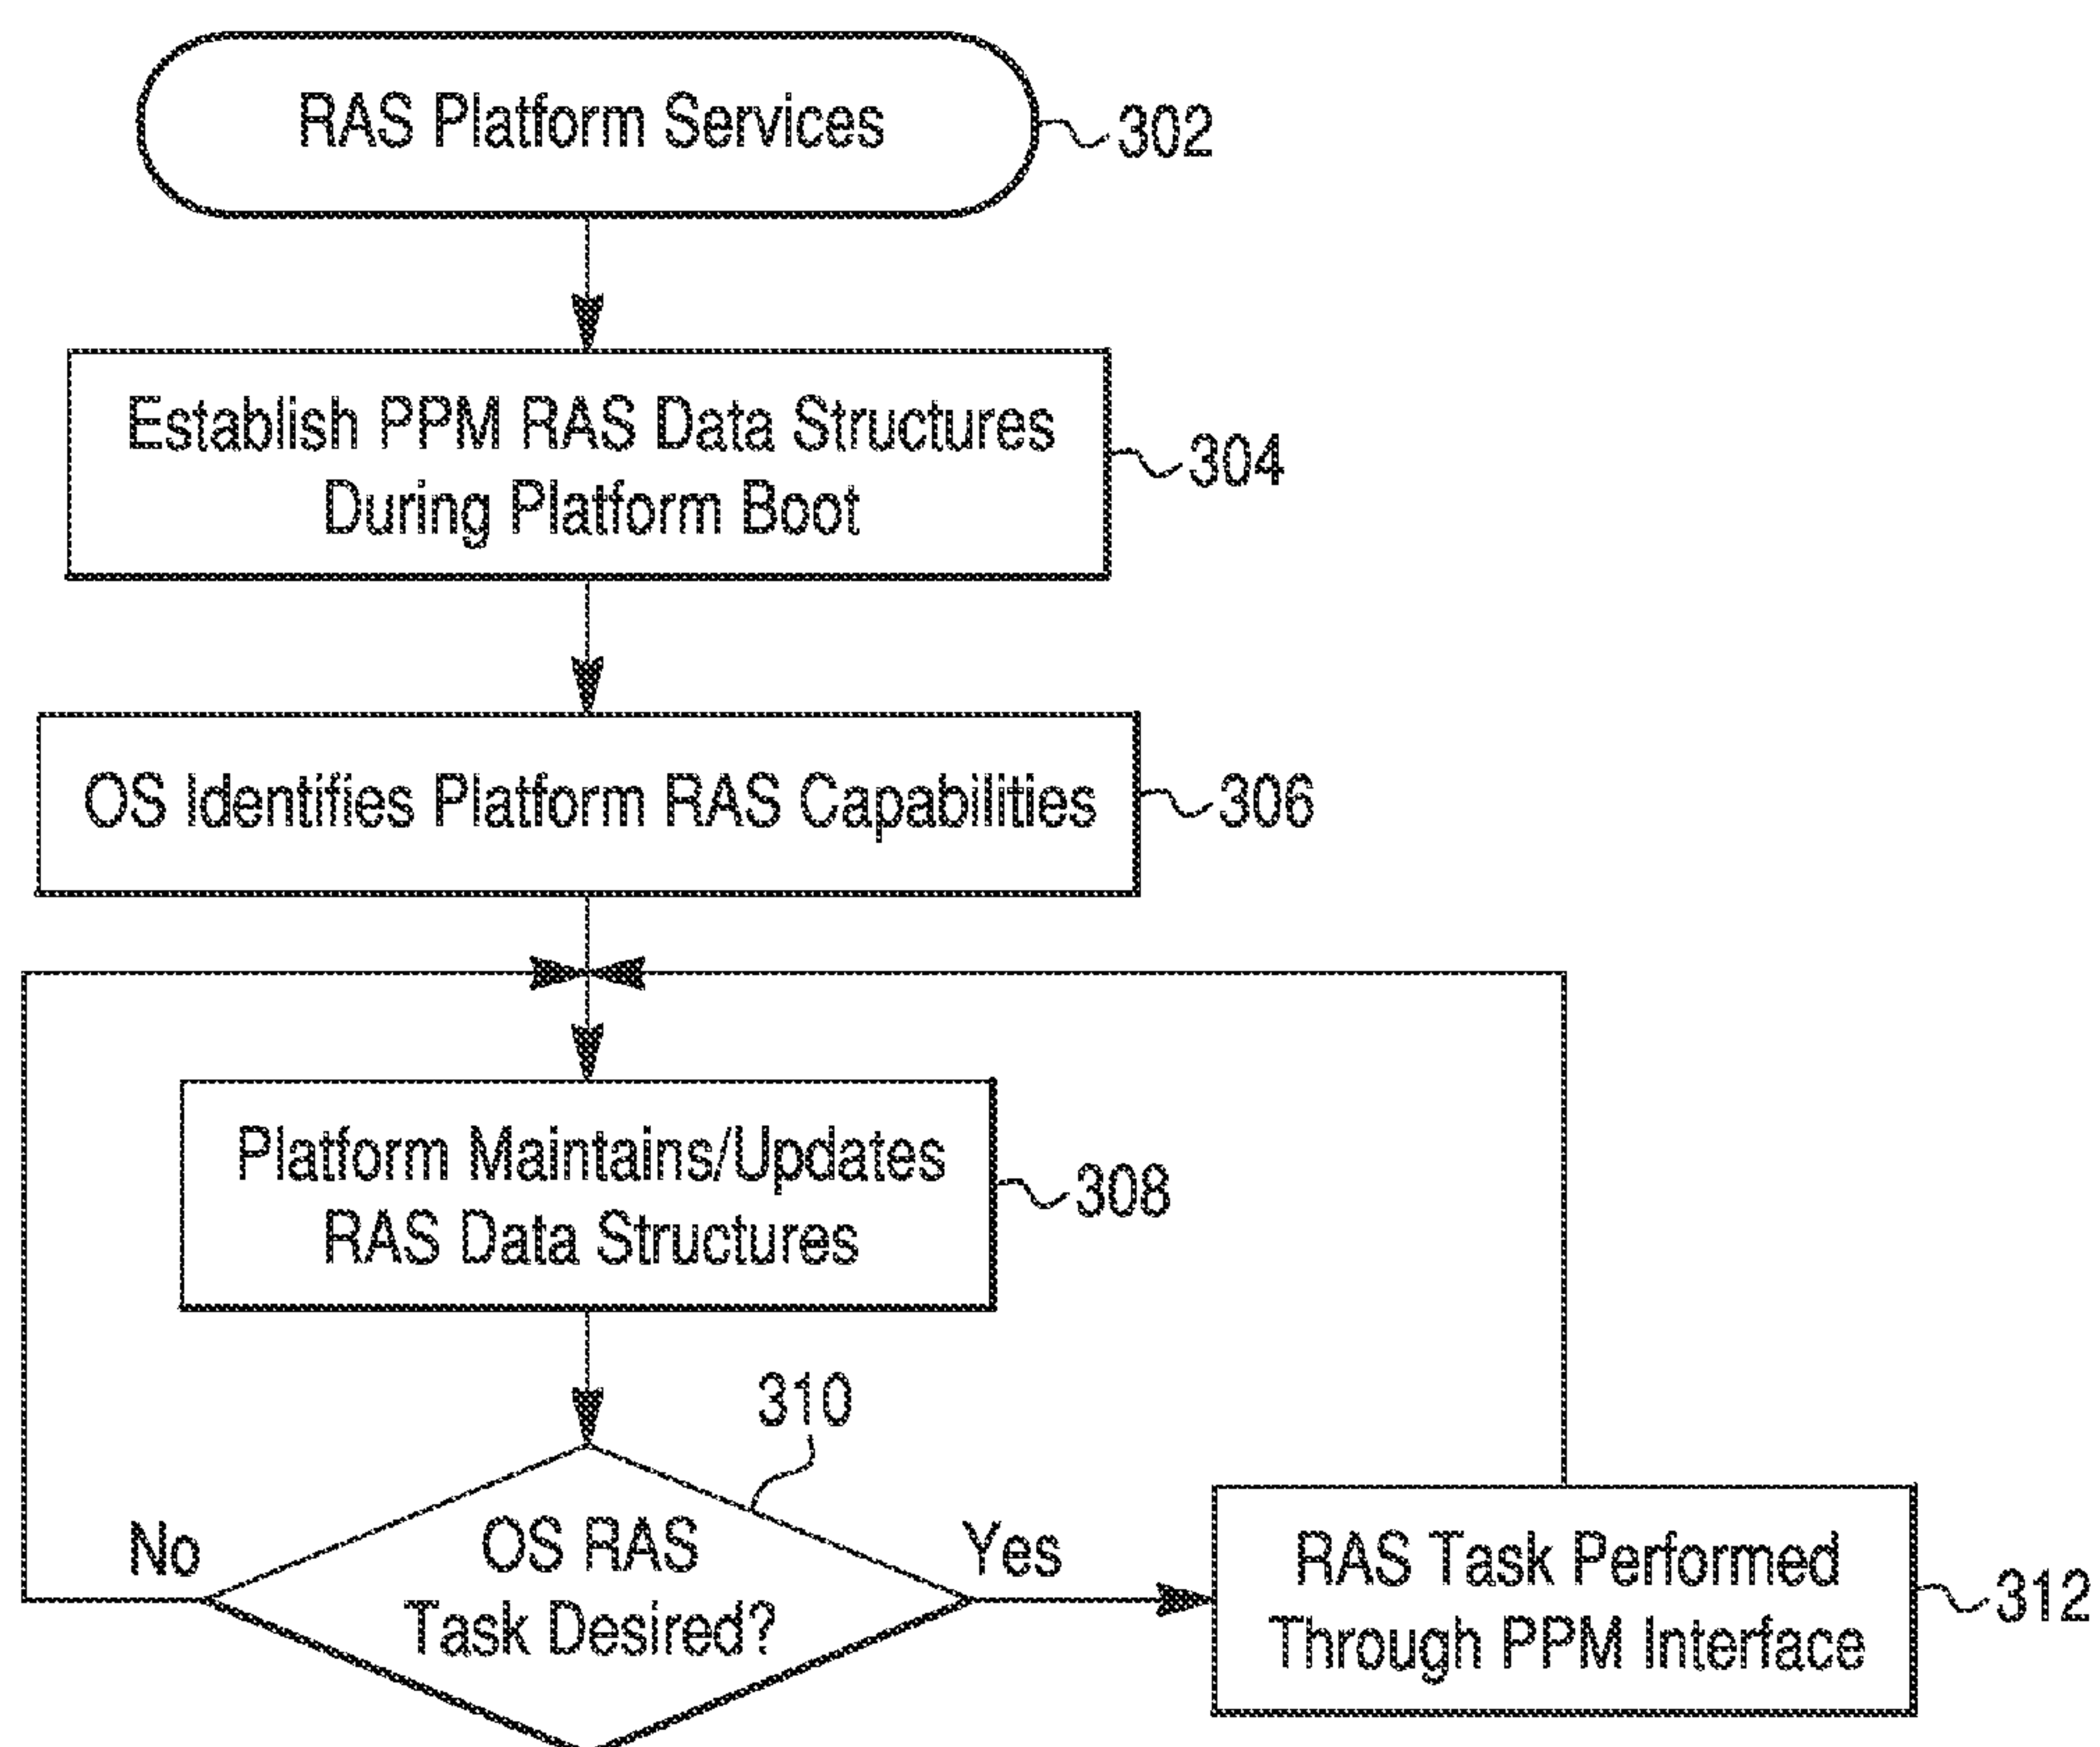 RAS Platform Services
302
Establish PPM RAS Data Structures
During Platform Boot
304
OS Identifies Platform RAS Capabilities
306
Platform Maintains/Updates
RAS Data Structures
308
310
No
OS RAS
Task Desired?
Yes
RAS Task Performed
Through PPM Interface
312